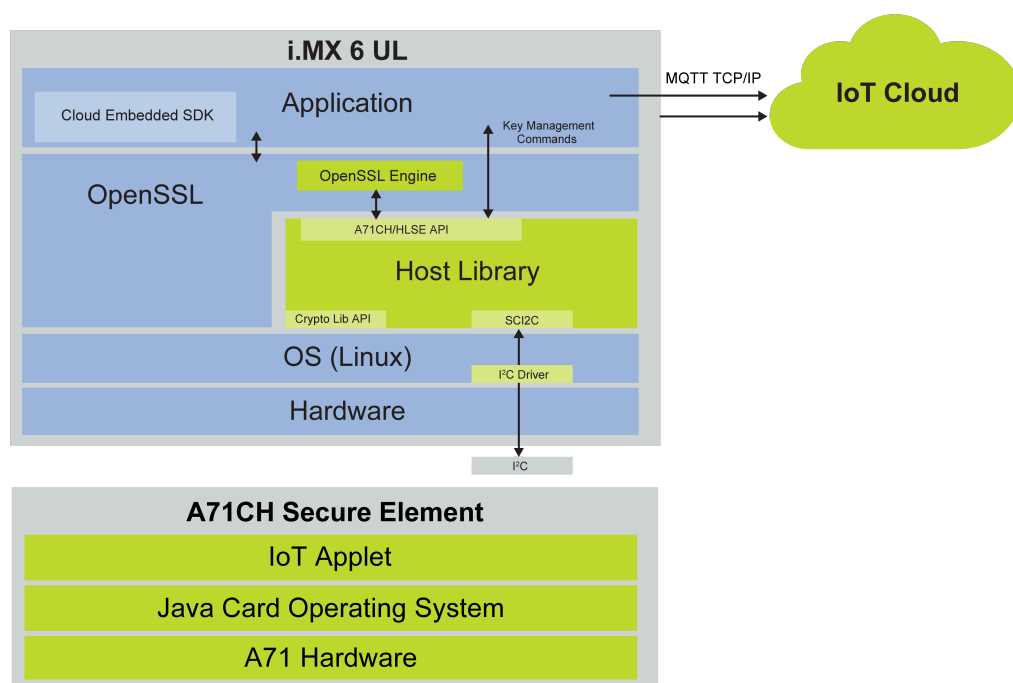 i.MX 6 UL
Application
Cloud Embedded SDK
MQTT TCP/IP
IoT Cloud
Key Management
Commands
OpenSSL
OpenSSL Engine
A71CH/HLSE API
Host Library
Crypto Lib API
SCI2C
OS (Linux)
I²C Driver
Hardware
I²C
A71CH Secure Element
IoT Applet
Java Card Operating System
A71 Hardware